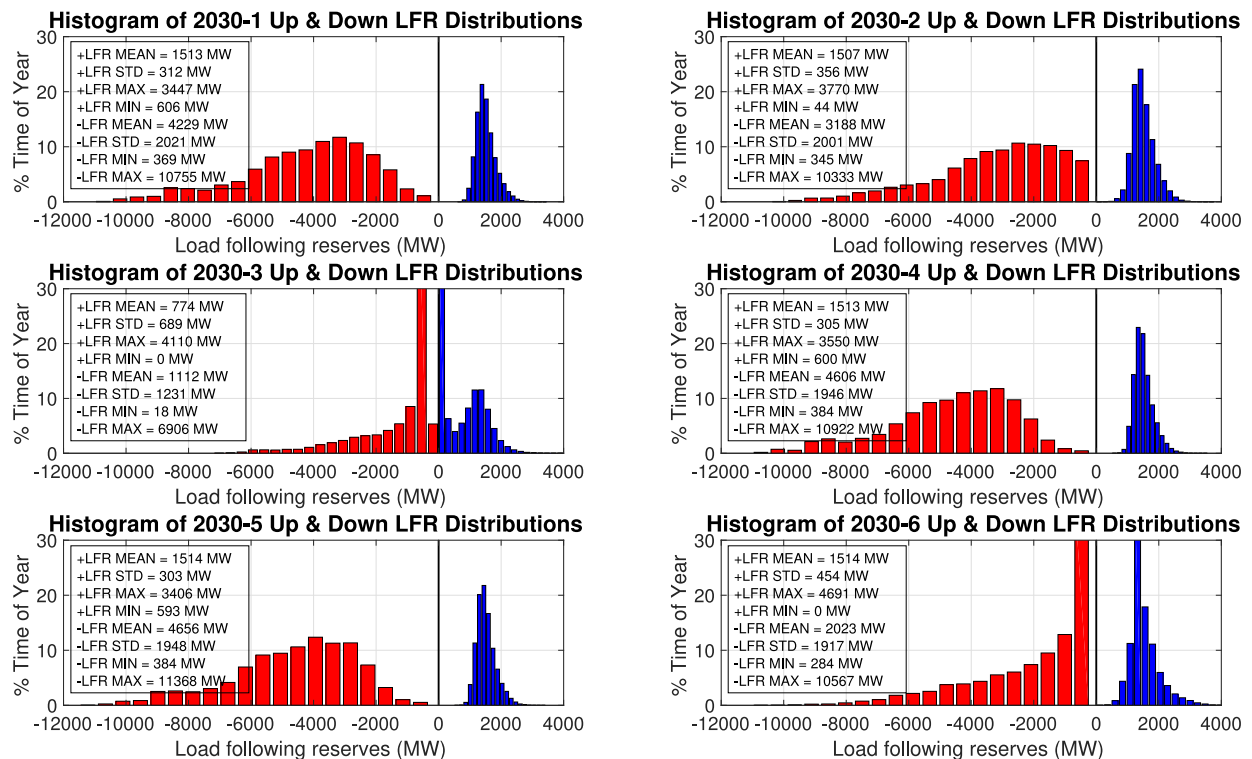 Histogram of 2030-1 Up & Down LFR Distributions
30
20
10
0
% Time of Year
+LFR MEAN = 1513 MW
+LFR STD = 312 MW
+LFR MAX = 3447 MW
+LFR MIN = 606 MW
-LFR MEAN = 4229 MW
-LFR STD = 2021 MW
-LFR MIN = 369 MW
-LFR MAX = 10755 MW
-12000 -10000 -8000 -6000 -4000 -2000 0 2000 4000
Load following reserves (MW)
Histogram of 2030-2 Up & Down LFR Distributions
30
20
10
0
% Time of Year
+LFR MEAN = 1507 MW
+LFR STD = 356 MW
+LFR MAX = 3770 MW
+LFR MIN = 44 MW
-LFR MEAN = 3188 MW
-LFR STD = 2001 MW
-LFR MIN = 345 MW
-LFR MAX = 10333 MW
-12000 -10000 -8000 -6000 -4000 -2000 0 2000 4000
Load following reserves (MW)
Histogram of 2030-3 Up & Down LFR Distributions
30
20
10
0
% Time of Year
+LFR MEAN = 774 MW
+LFR STD = 689 MW
+LFR MAX = 4110 MW
+LFR MIN = 0 MW
-LFR MEAN = 1112 MW
-LFR STD = 1231 MW
-LFR MIN = 18 MW
-LFR MAX = 6906 MW
-12000 -10000 -8000 -6000 -4000 -2000 0 2000 4000
Load following reserves (MW)
Histogram of 2030-4 Up & Down LFR Distributions
30
20
10
0
% Time of Year
+LFR MEAN = 1513 MW
+LFR STD = 305 MW
+LFR MAX = 3550 MW
+LFR MIN = 600 MW
-LFR MEAN = 4606 MW
-LFR STD = 1946 MW
-LFR MIN = 384 MW
-LFR MAX = 10922 MW
-12000 -10000 -8000 -6000 -4000 -2000 0 2000 4000
Load following reserves (MW)
Histogram of 2030-5 Up & Down LFR Distributions
30
20
10
0
% Time of Year
+LFR MEAN = 1514 MW
+LFR STD = 303 MW
+LFR MAX = 3406 MW
+LFR MIN = 593 MW
-LFR MEAN = 4656 MW
-LFR STD = 1948 MW
-LFR MIN = 384 MW
-LFR MAX = 11368 MW
-12000 -10000 -8000 -6000 -4000 -2000 0 2000 4000
Load following reserves (MW)
Histogram of 2030-6 Up & Down LFR Distributions
30
20
10
0
% Time of Year
+LFR MEAN = 1514 MW
+LFR STD = 454 MW
+LFR MAX = 4691 MW
+LFR MIN = 0 MW
-LFR MEAN = 2023 MW
-LFR STD = 1917 MW
-LFR MIN = 284 MW
-LFR MAX = 10567 MW
-12000 -10000 -8000 -6000 -4000 -2000 0 2000 4000
Load following reserves (MW)